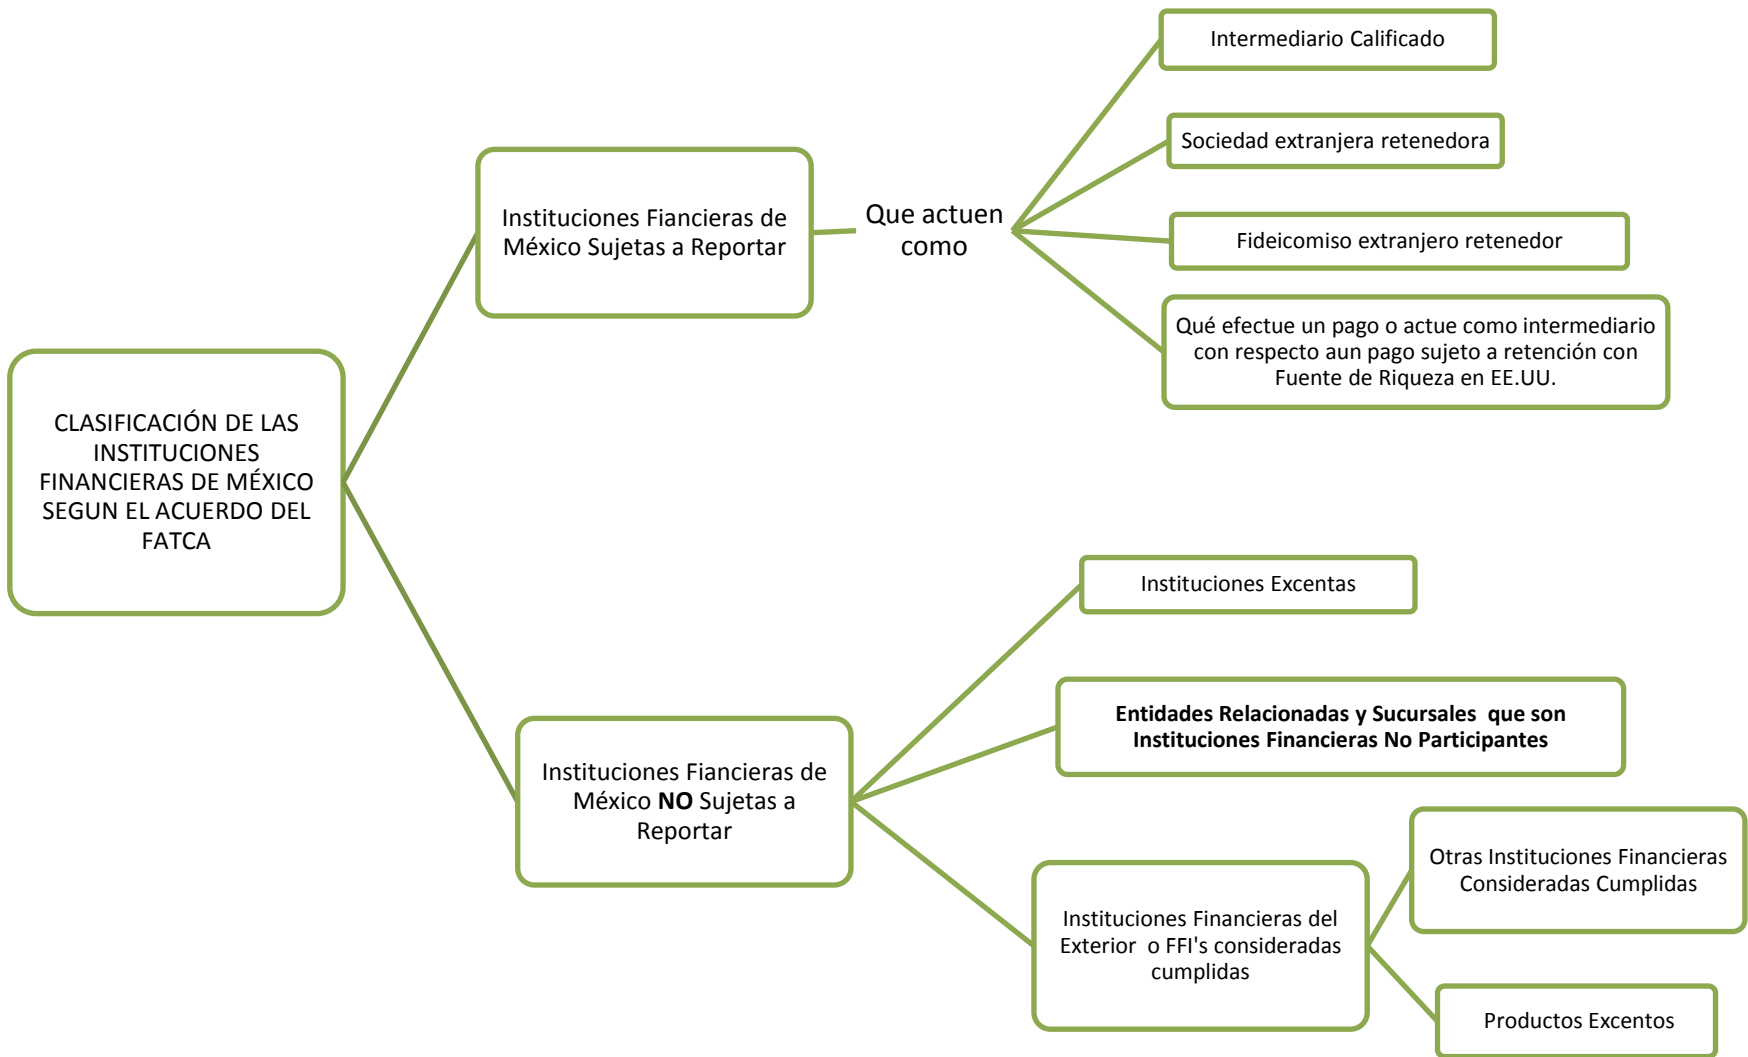 CLASIFICACIÓN DE LAS
INSTITUCIONES
FINANCIERAS DE MÉXICO
SEGUN EL ACUERDO DEL
FATCA
Instituciones Fiancieras de
México Sujetas a Reportar
Que actuen
como
Intermediario Calificado
Sociedad extranjera retenedora
Fideicomiso extranjero retenedor
Qué efectue un pago o actue como intermediario
con respecto aun pago sujeto a retención con
Fuente de Riqueza en EE.UU.
Instituciones Fiancieras de
México NO Sujetas a
Reportar
Instituciones Excentas
Entidades Relacionadas y Sucursales que son
Instituciones Financieras No Participantes
Instituciones Financieras del
Exterior o FFI's consideradas
cumplidas
Otras Instituciones Financieras
Consideradas Cumplidas
Productos Excentos